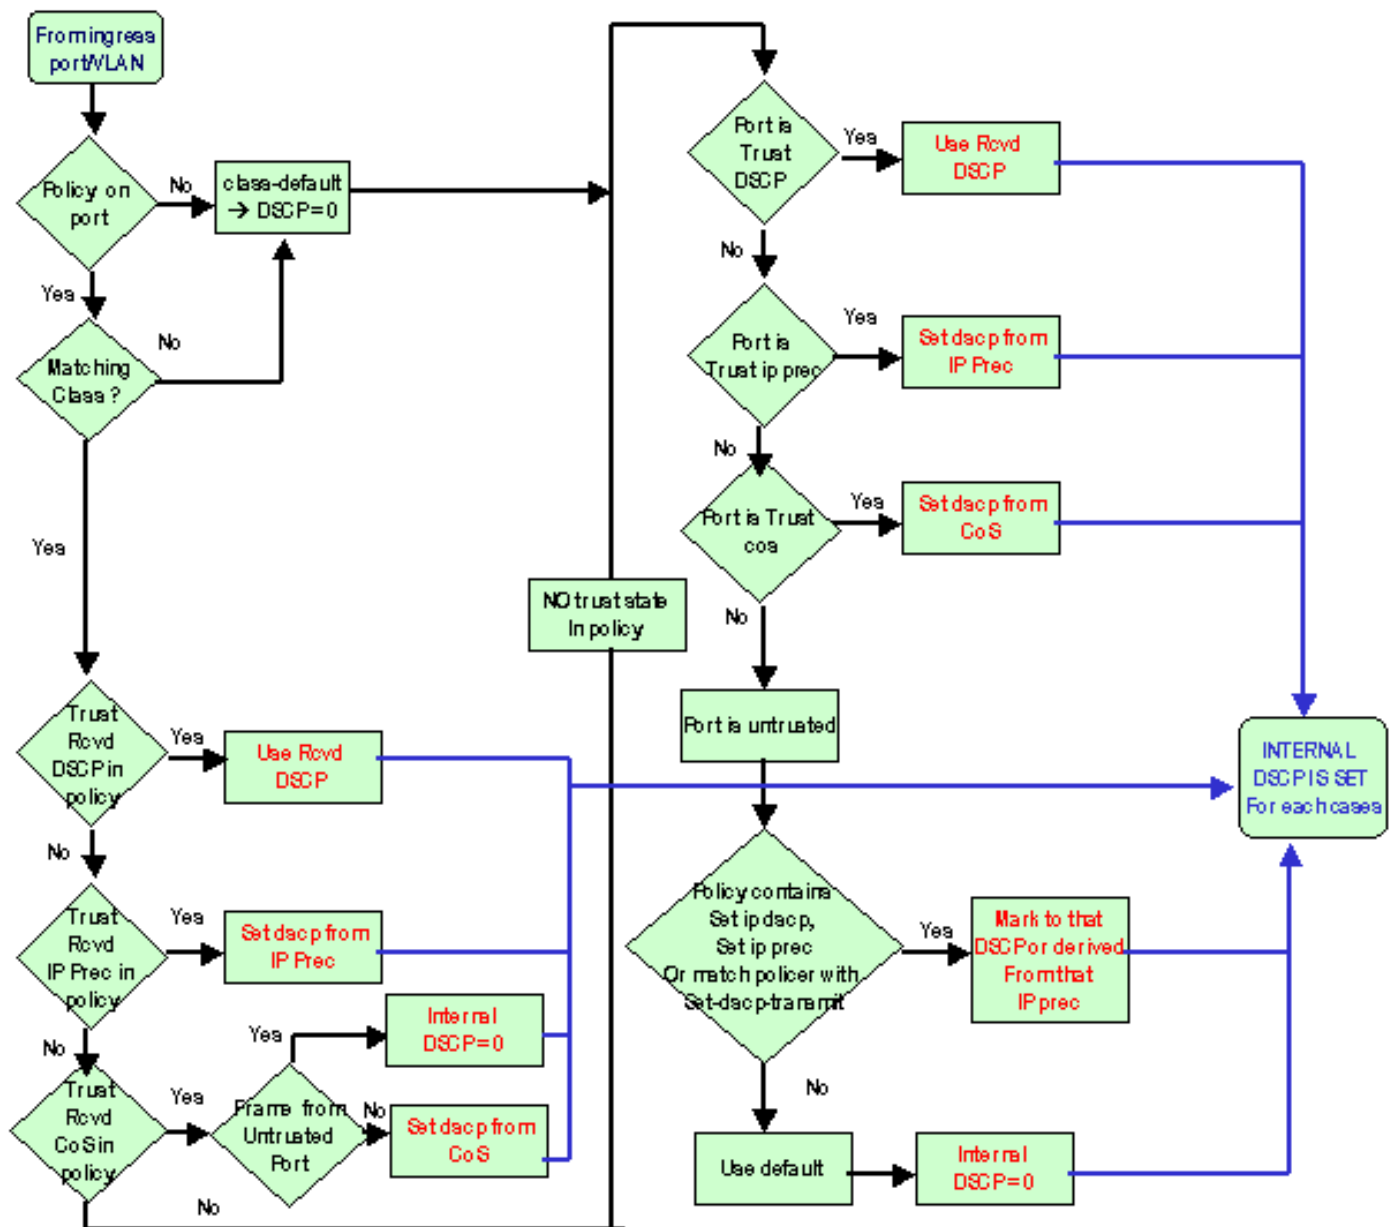 From ingress
port/VLAN
Policy on
port
No
class-default
→ DSCP=0
Yes
Matching
Class?
No
Yes
Trust
Rcvd
DSCP in
policy
Yes
Use Rcvd
DSCP
No
Trust
Rcvd
IP Prec in
policy
Yes
Set dscp from
IP Prec
No
Trust
Rcvd
CoS in
policy
Yes
Frame from
Untrusted
Port
Yes
Internal
DSCP=0
No
Set dscp from
CoS
No
NO trust state
In policy
Port is
Trust
DSCP
Yes
Use Rcvd
DSCP
No
Port is
Trust ip prec
Yes
Set dscp from
IP Prec
No
Port is Trust
cos
Yes
Set dscp from
CoS
No
Port is untrusted
Policy contains
Set ip dscp,
Set ip prec
Or match policer with
Set-dscp-transmit
Yes
Mark to that
DSCP or derived
From that
IP prec
No
Use default
Internal
DSCP=0
INTERNAL
DSCP IS SET
For each cases